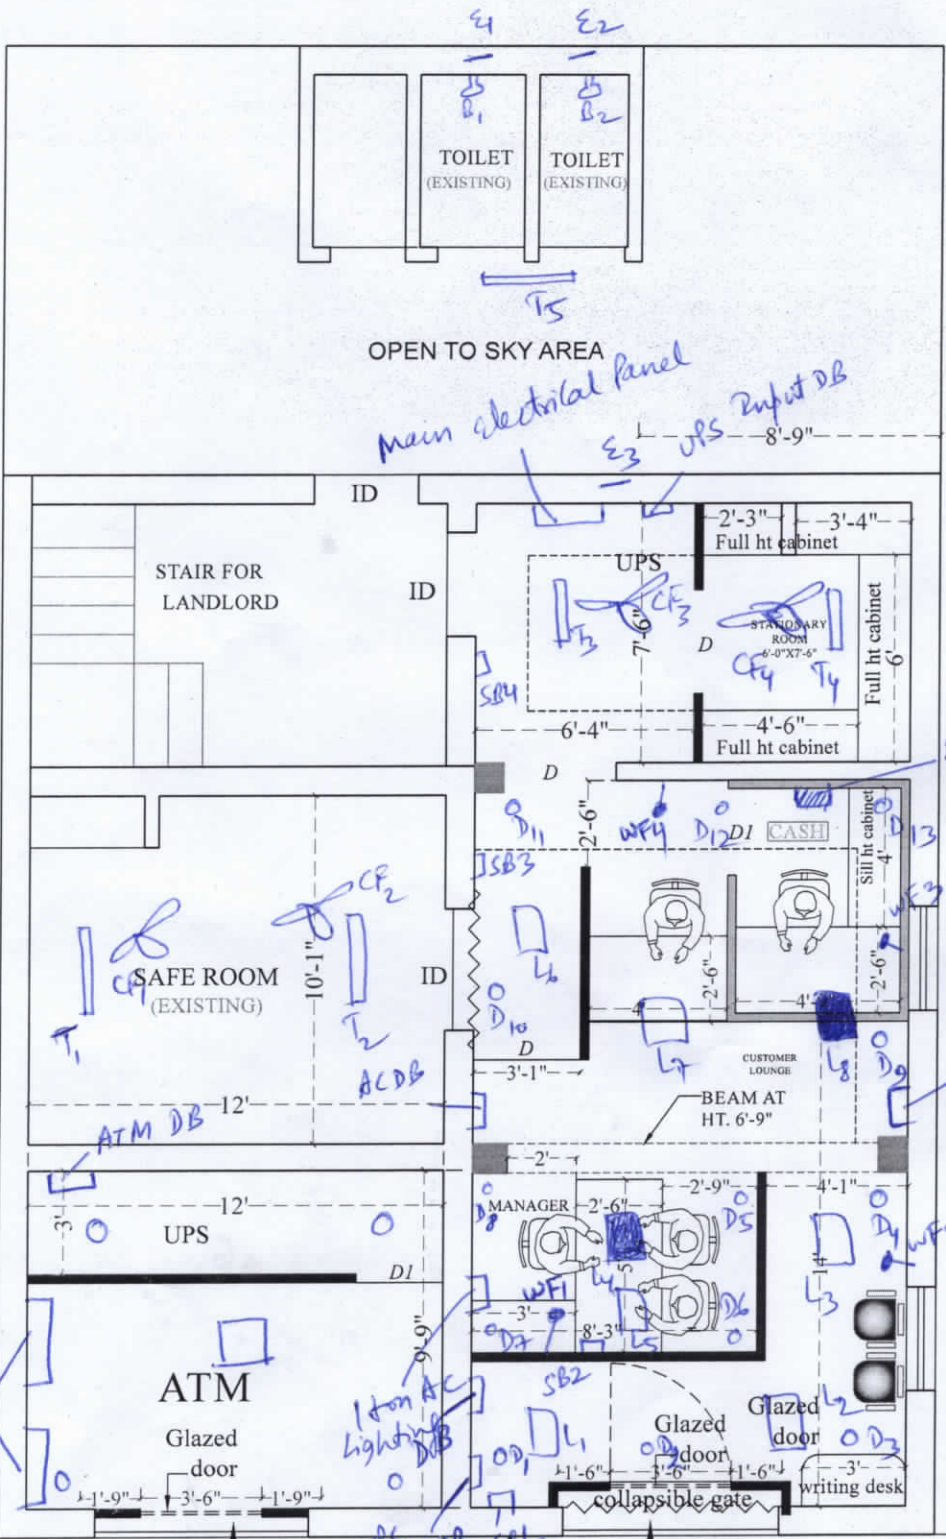 E1
E2
B1
B2
TOILET
(EXISTING)
TOILET
(EXISTING)
T5
OPEN TO SKY AREA
Main electrical Panel
UPS Input DB
8'-9"
E3
ID
2'-3"
3'-4"
Full ht cabinet
UPS
STAIR FOR
LANDLORD
ID
T3
CF3
7'-6"
D
STATIONARY
ROOM
6'-0"X7'-6"
CF4
T4
Full ht cabinet
6'
SB4
6'-4"
4'-6"
Full ht cabinet
D
D11
2'-6"
WF4
D12
D1
CASH
Sill ht cabinet
4'
D13
SB3
CF2
WF3
CF1
SAFE ROOM
(EXISTING)
10'-1"
ID
L6
2'-6"
4'
4'
2'-6"
T1
T2
D10
L7
L8
D9
D
3'-1"
CUSTOMER
LOUNGE
ACDB
BEAM AT
HT. 6'-9"
12'
ATM DB
2'
MANAGER
2'-6"
2'-9"
4'-1"
D8
D5
D4
3'
12'
UPS
5'
14'
L4
L3
D1
WF1
3'
D7
8'-3"
L5
D6
9'-9"
ATM
1 ton AC
Lighting DB
SB2
L2
Glazed
door
L1
Glazed
door
Glazed
door
D1
D2
D3
1'-9"
3'-6"
1'-9"
1'-6"
3'-6"
1'-6"
3'
writing desk
collapsible gate